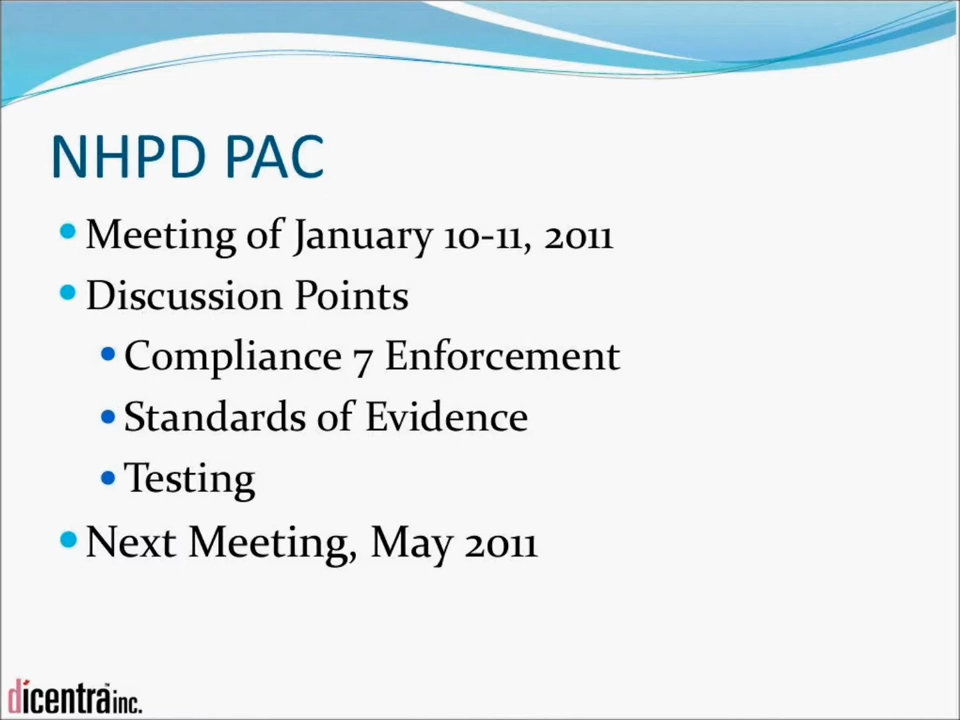 NHPD PAC
Meeting of January 10-11, 2011
Discussion Points
Compliance 7 Enforcement
Standards of Evidence
Testing
Next Meeting, May 2011
dicentra™ inc.